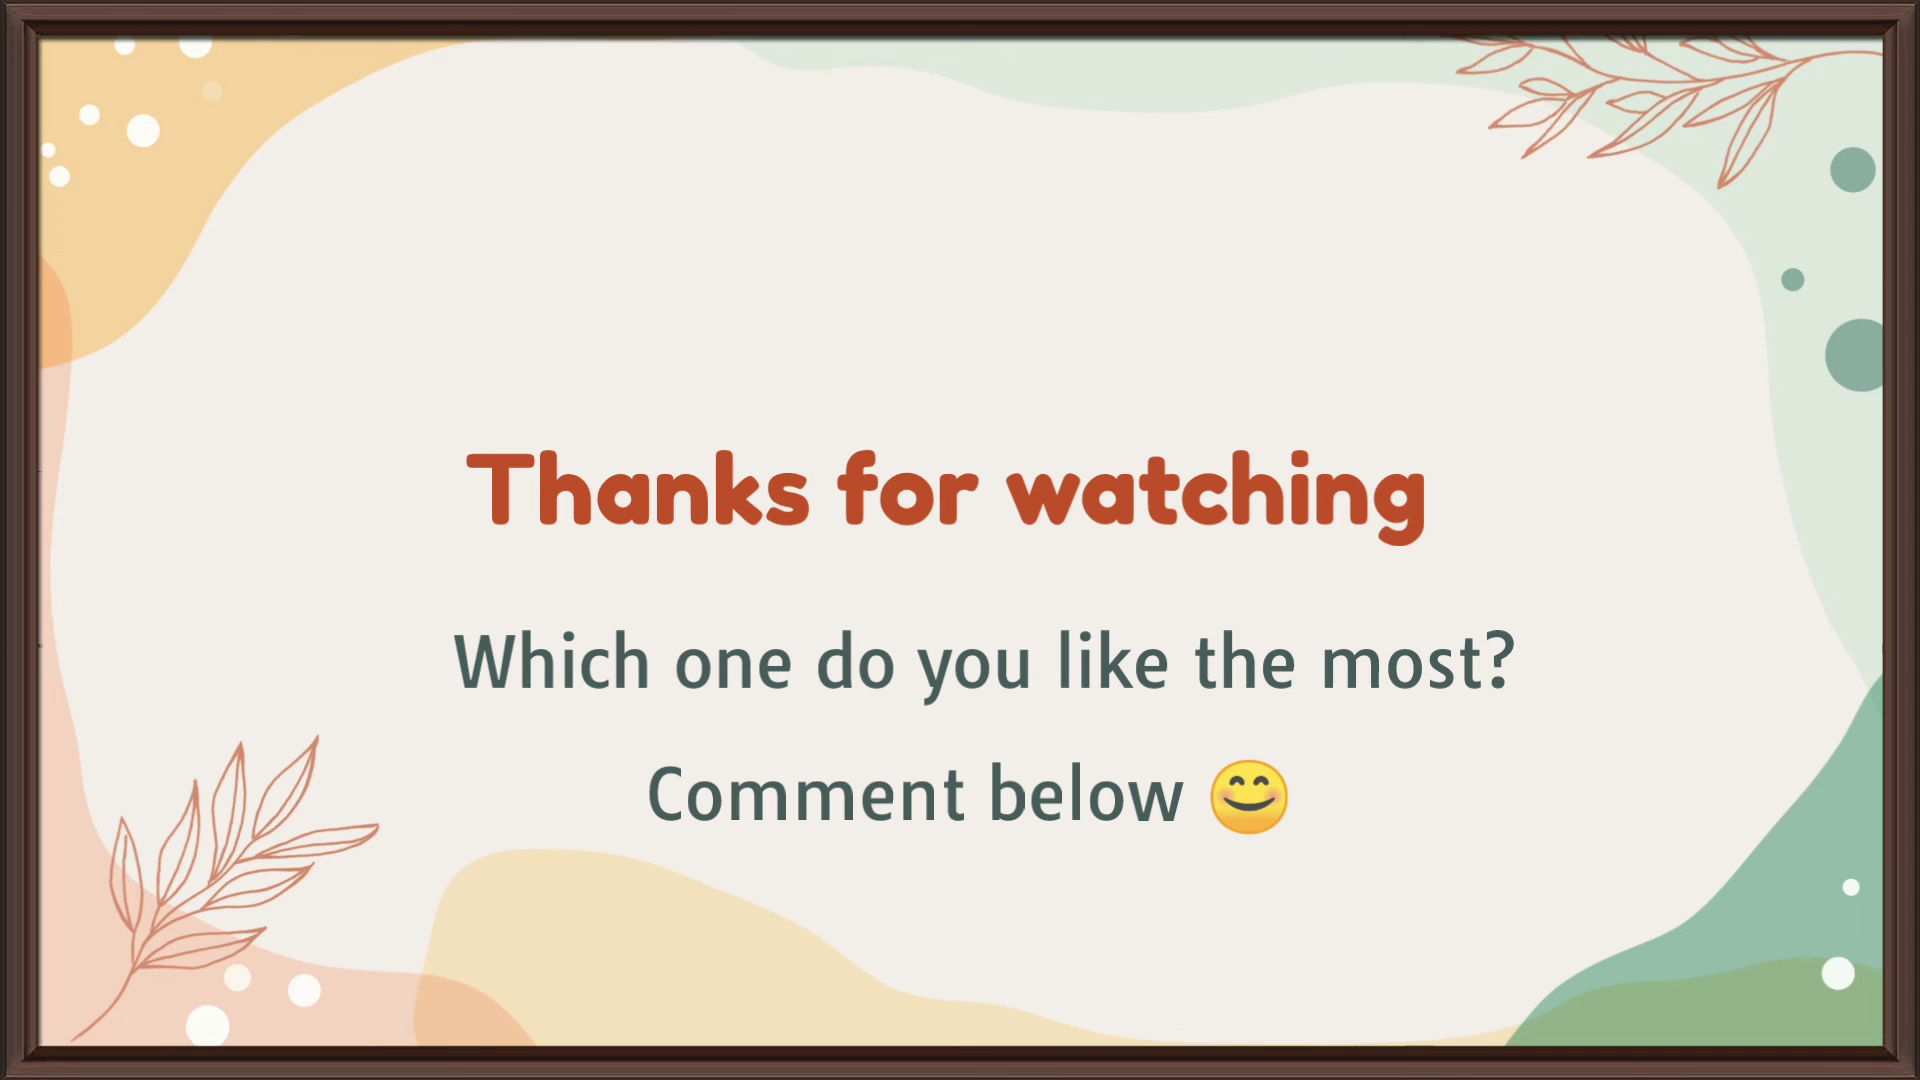 Thanks for watching
Which one do you like the most?
Comment below 😊